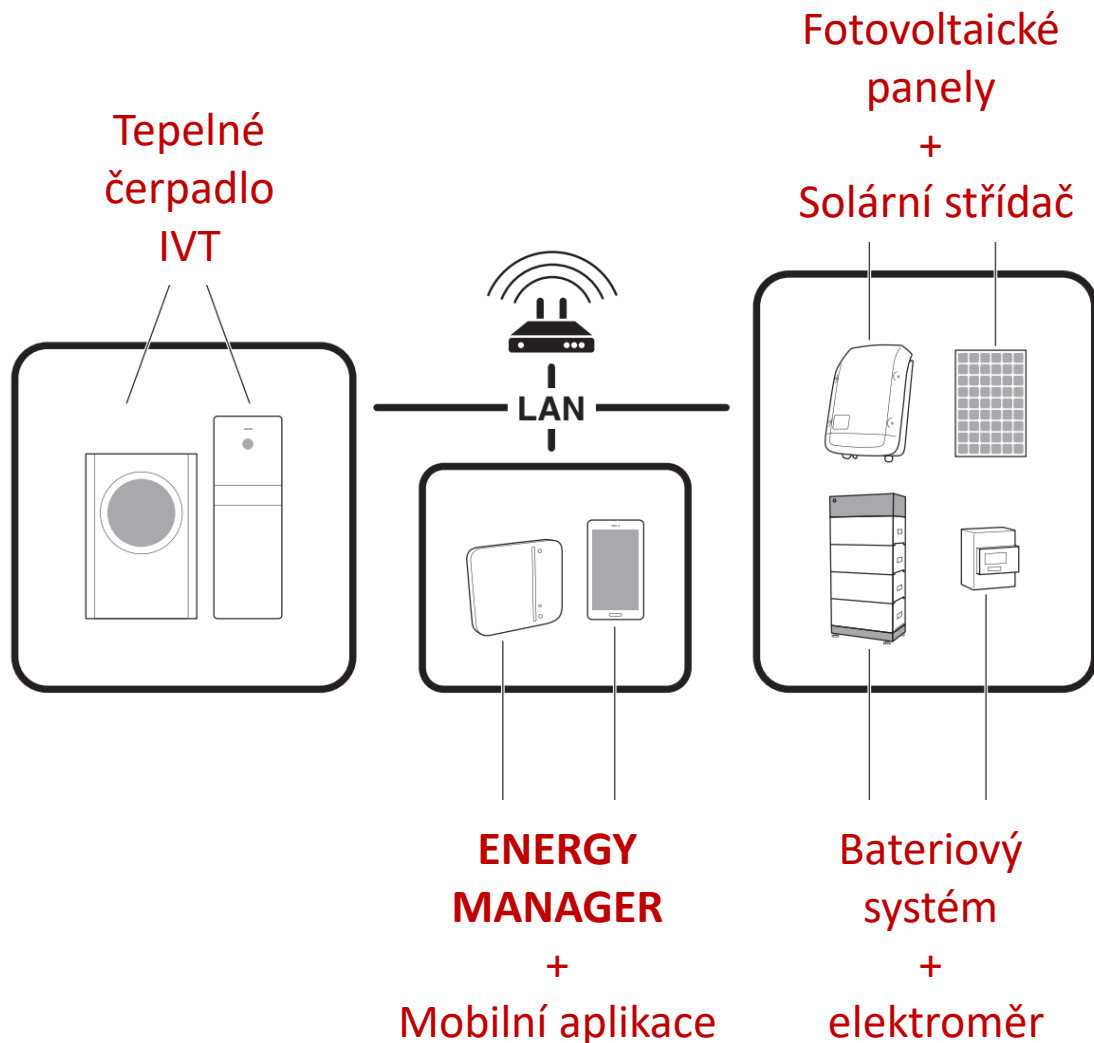 Fotovoltaické
panely
+
Solární střídač
Tepelné
čerpadlo
IVT
LAN
ENERGY
MANAGER
+
Mobilní aplikace
Bateriový
systém
+
elektroměr